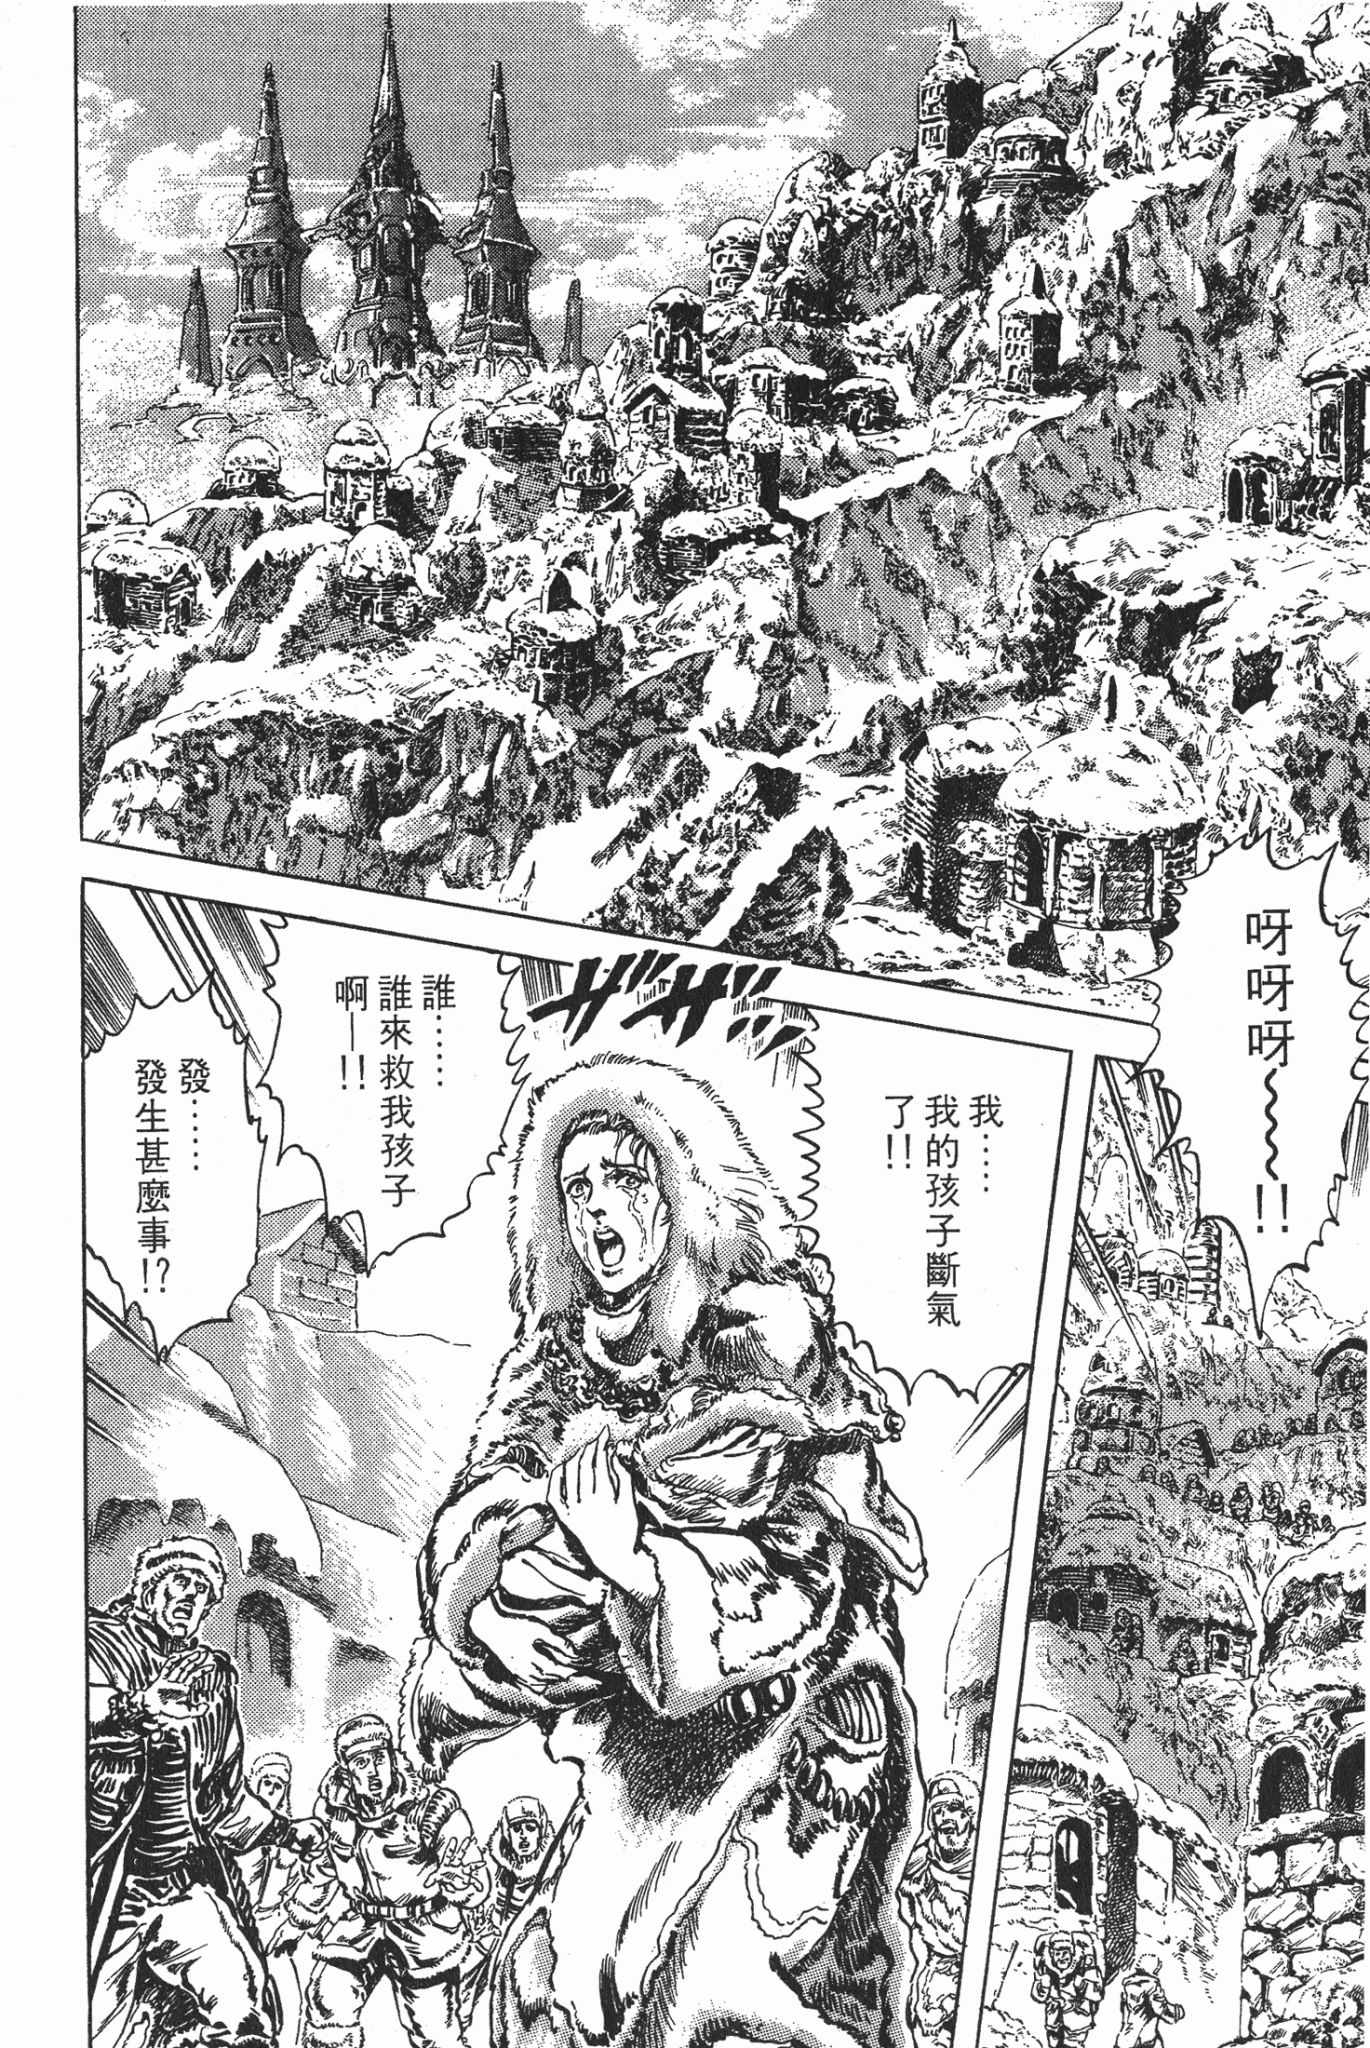 呀呀呀～～!!
我……
我的孩子斷氣
了!!
ザザッ
誰……
誰來救我孩子
啊—!!
發……
發生甚麼事!?